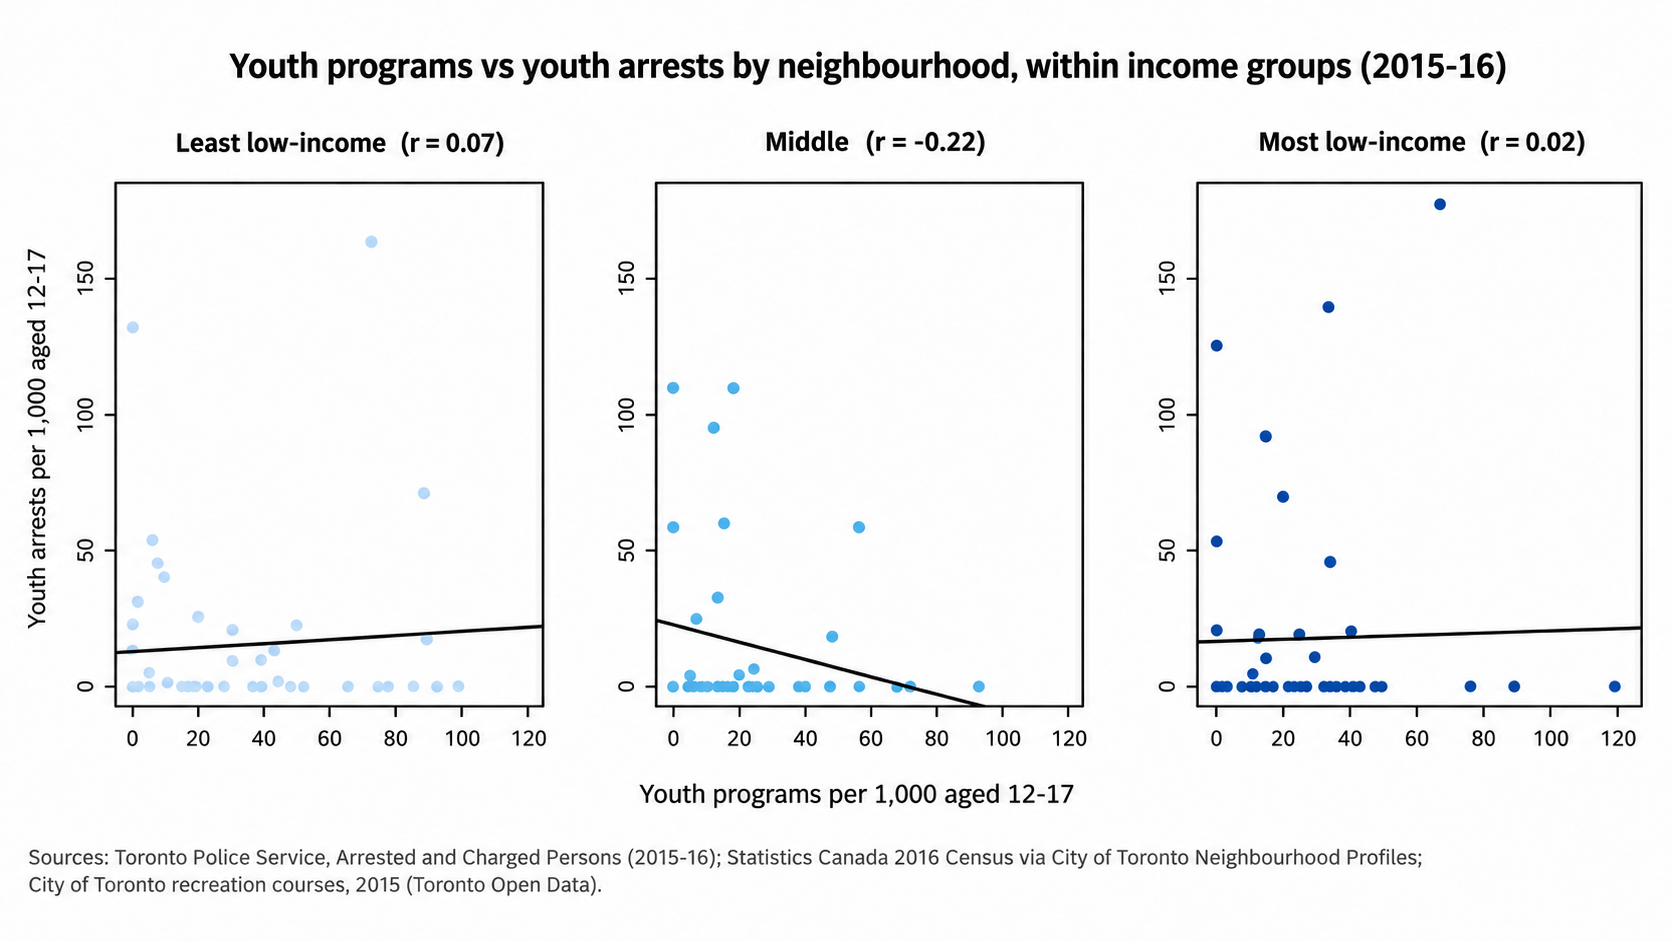 Youth programs vs youth arrests by neighbourhood, within income groups (2015-16)
Least low-income (r = 0.07)
Middle (r = -0.22)
Most low-income (r = 0.02)
Youth arrests per 1,000 aged 12-17
150
100
50
0
0 20 40 60 80 100 120
150
100
50
0
0 20 40 60 80 100 120
150
100
50
0
0 20 40 60 80 100 120
Youth programs per 1,000 aged 12-17
Sources: Toronto Police Service, Arrested and Charged Persons (2015-16); Statistics Canada 2016 Census via City of Toronto Neighbourhood Profiles;
City of Toronto recreation courses, 2015 (Toronto Open Data).